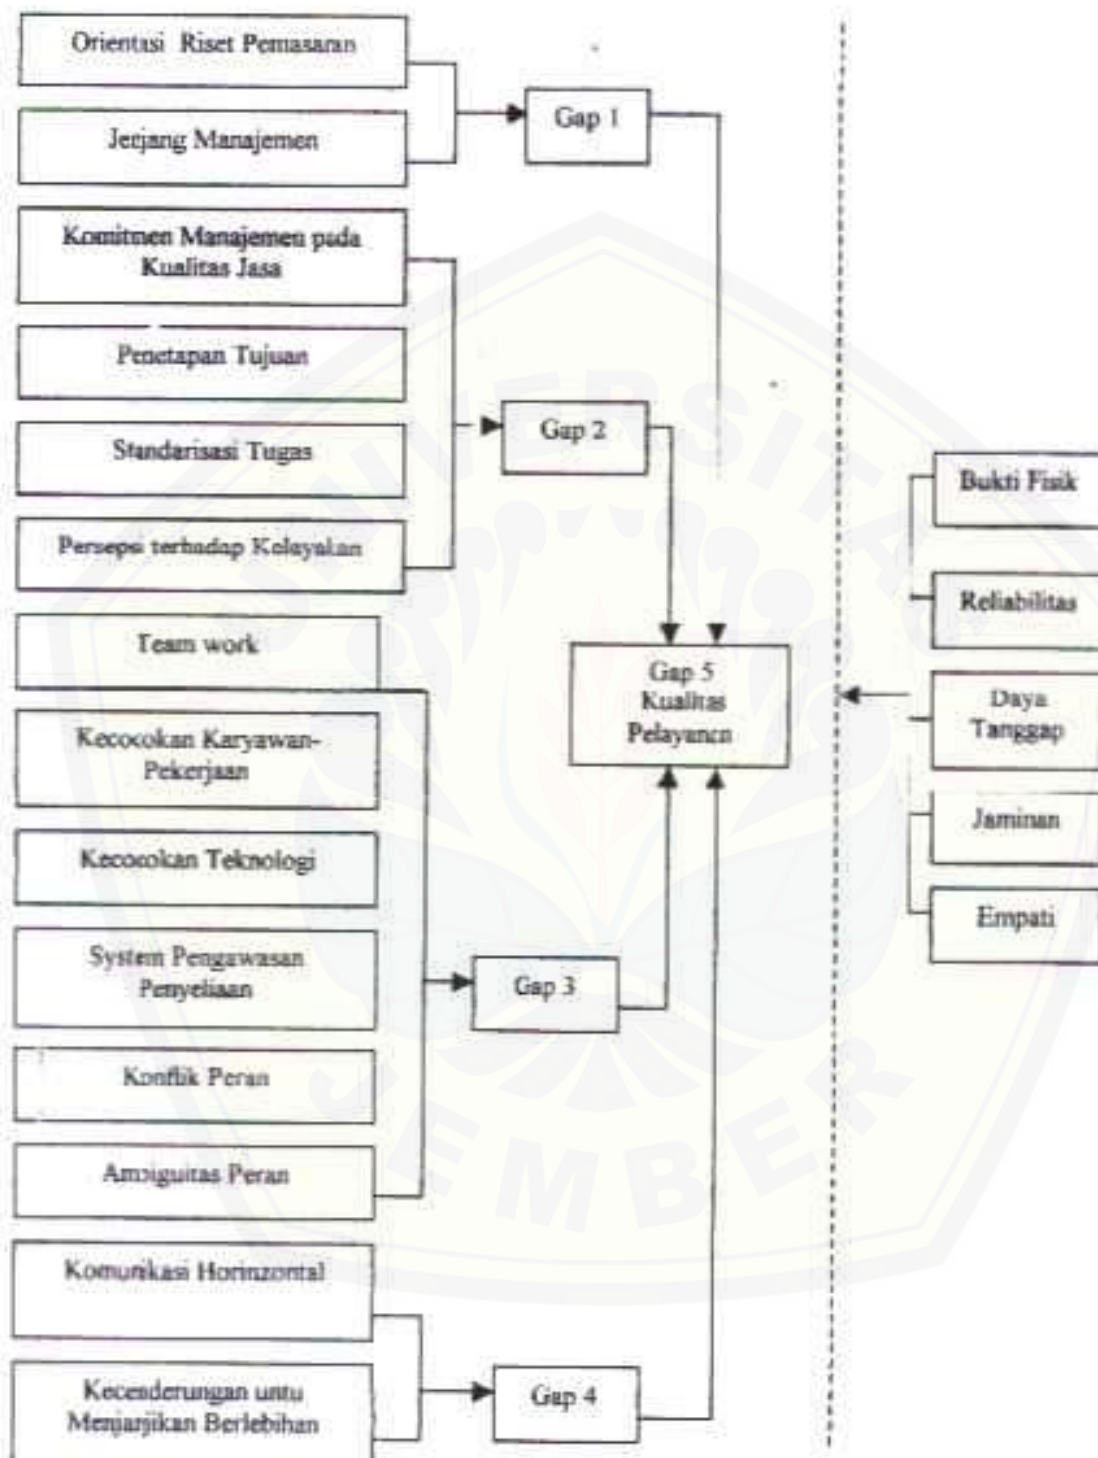 Orientasi Riset Pemasaran
Jenjang Manajemen
Komitmen Manajemen pada
Kualitas Jasa
Penetapan Tujuan
Standarisasi Tugas
Persepsi terhadap Kelayakan
Team work
Kecocokan Karyawan-
Pekerjaan
Kecocokan Teknologi
System Pengawasan
Penyeliaan
Konflik Peran
Ambiguitas Peran
Komunikasi Horinzontal
Kecenderungan untu
Menjanjikan Berlebihan
Gap 1
Gap 2
Gap 3
Gap 4
Gap 5
Kualitas
Pelayanan
Bukti Fisik
Reliabilitas
Daya
Tanggap
Jaminan
Empati
UNIVERSITAS
JEMBER